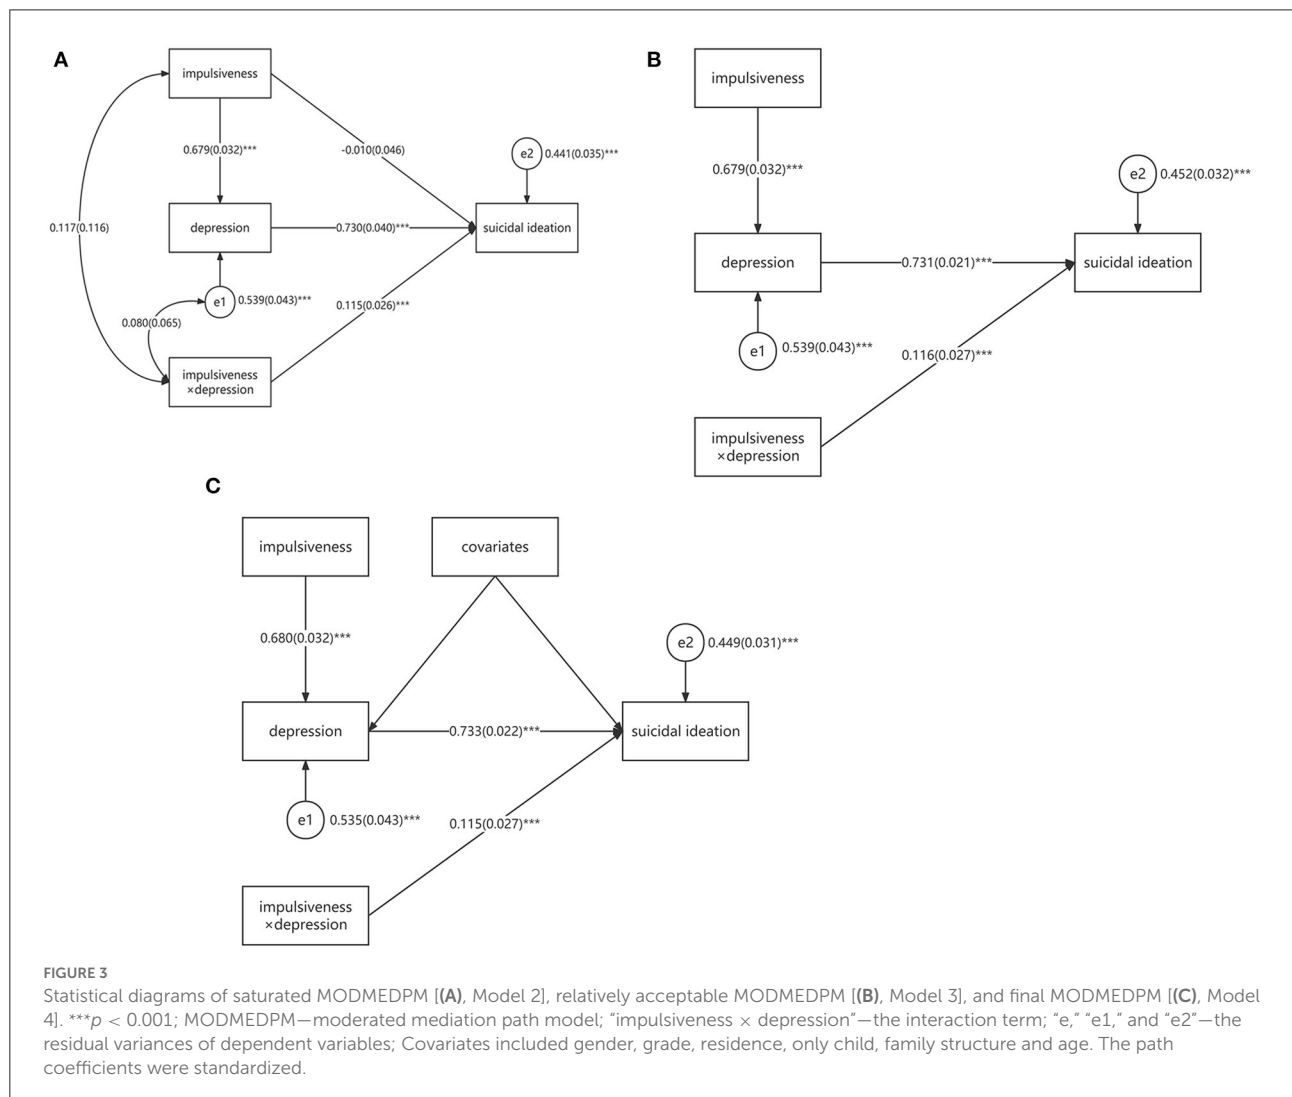 A
impulsiveness
0.679(0.032)***
-0.010(0.046)
e2
0.441(0.035)***
0.117(0.116)
depression
0.730(0.040)***
suicidal ideation
e1
0.539(0.043)***
0.080(0.065)
0.115(0.026)***
impulsiveness
×depression
B
impulsiveness
0.679(0.032)***
e2
0.452(0.032)***
depression
0.731(0.021)***
suicidal ideation
e1
0.539(0.043)***
0.116(0.027)***
impulsiveness
×depression
C
impulsiveness
covariates
0.680(0.032)***
e2
0.449(0.031)***
depression
0.733(0.022)***
suicidal ideation
e1
0.535(0.043)***
0.115(0.027)***
impulsiveness
×depression
FIGURE 3
Statistical diagrams of saturated MODMEDPM [(A), Model 2], relatively acceptable MODMEDPM [(B), Model 3], and final MODMEDPM [(C), Model
4]. ***p < 0.001; MODMEDPM—moderated mediation path model; “impulsiveness × depression”—the interaction term; “e,” “e1,” and “e2”—the
residual variances of dependent variables; Covariates included gender, grade, residence, only child, family structure and age. The path
coefficients were standardized.